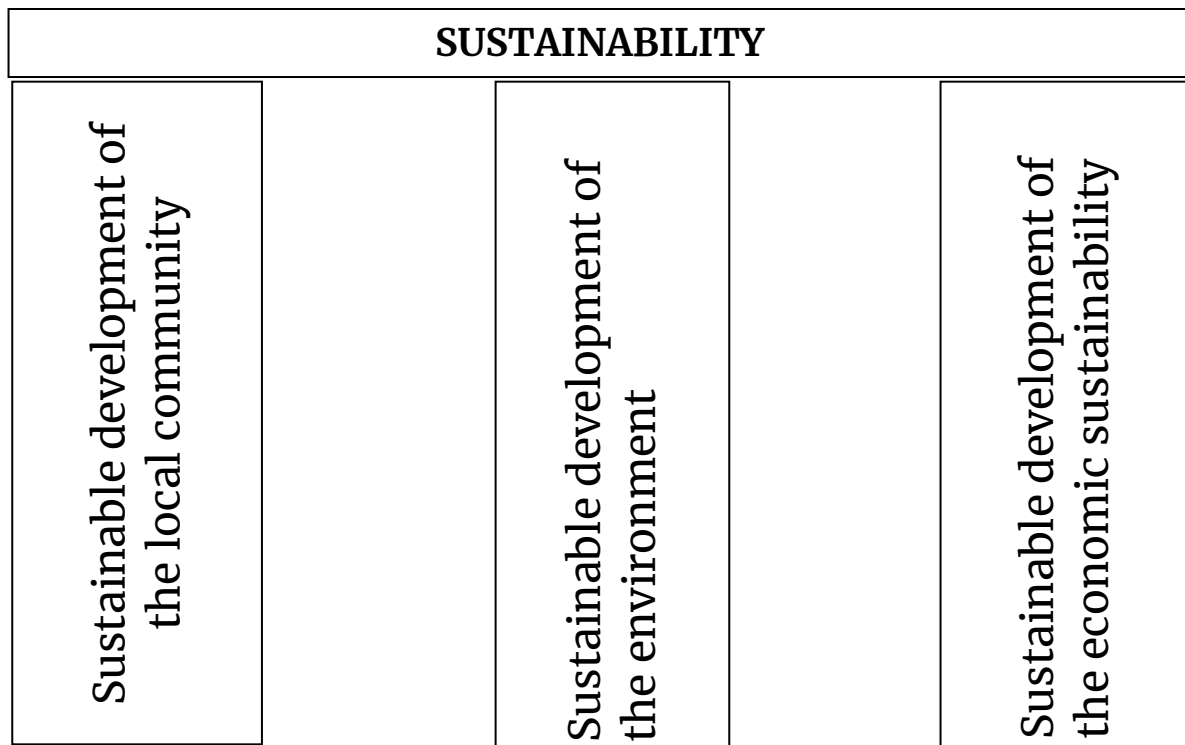 SUSTAINABILITY
Sustainable development of
the local community
Sustainable development of
the environment
Sustainable development of
the economic sustainability